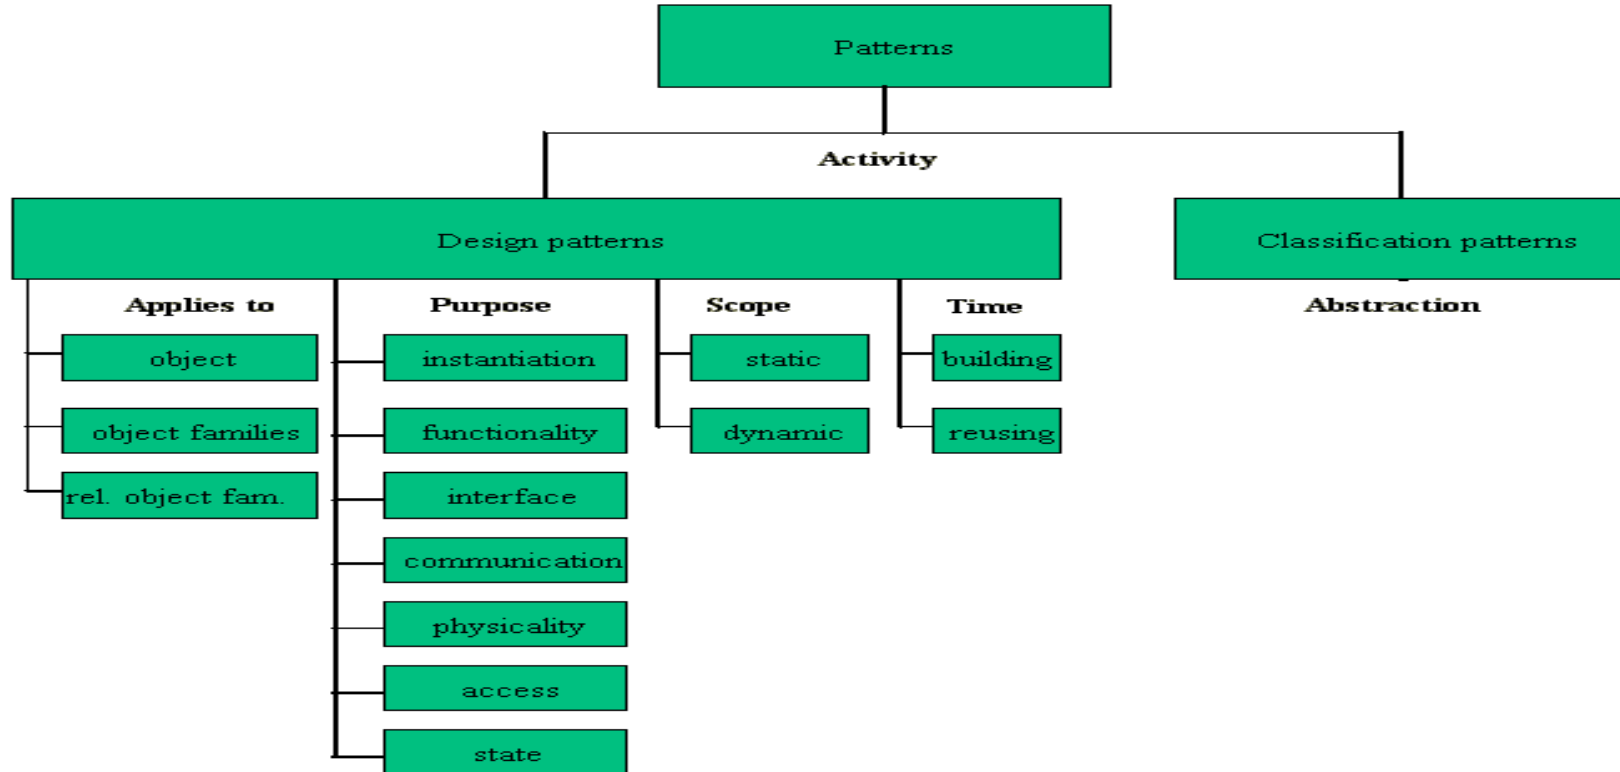 Patterns
Activity
Design patterns
Classification patterns
Applies to
Purpose
Scope
Time
Abstraction
object
instantiation
static
building
object families
functionality
dynamic
reusing
rel. object fam.
interface
communication
physicality
access
state